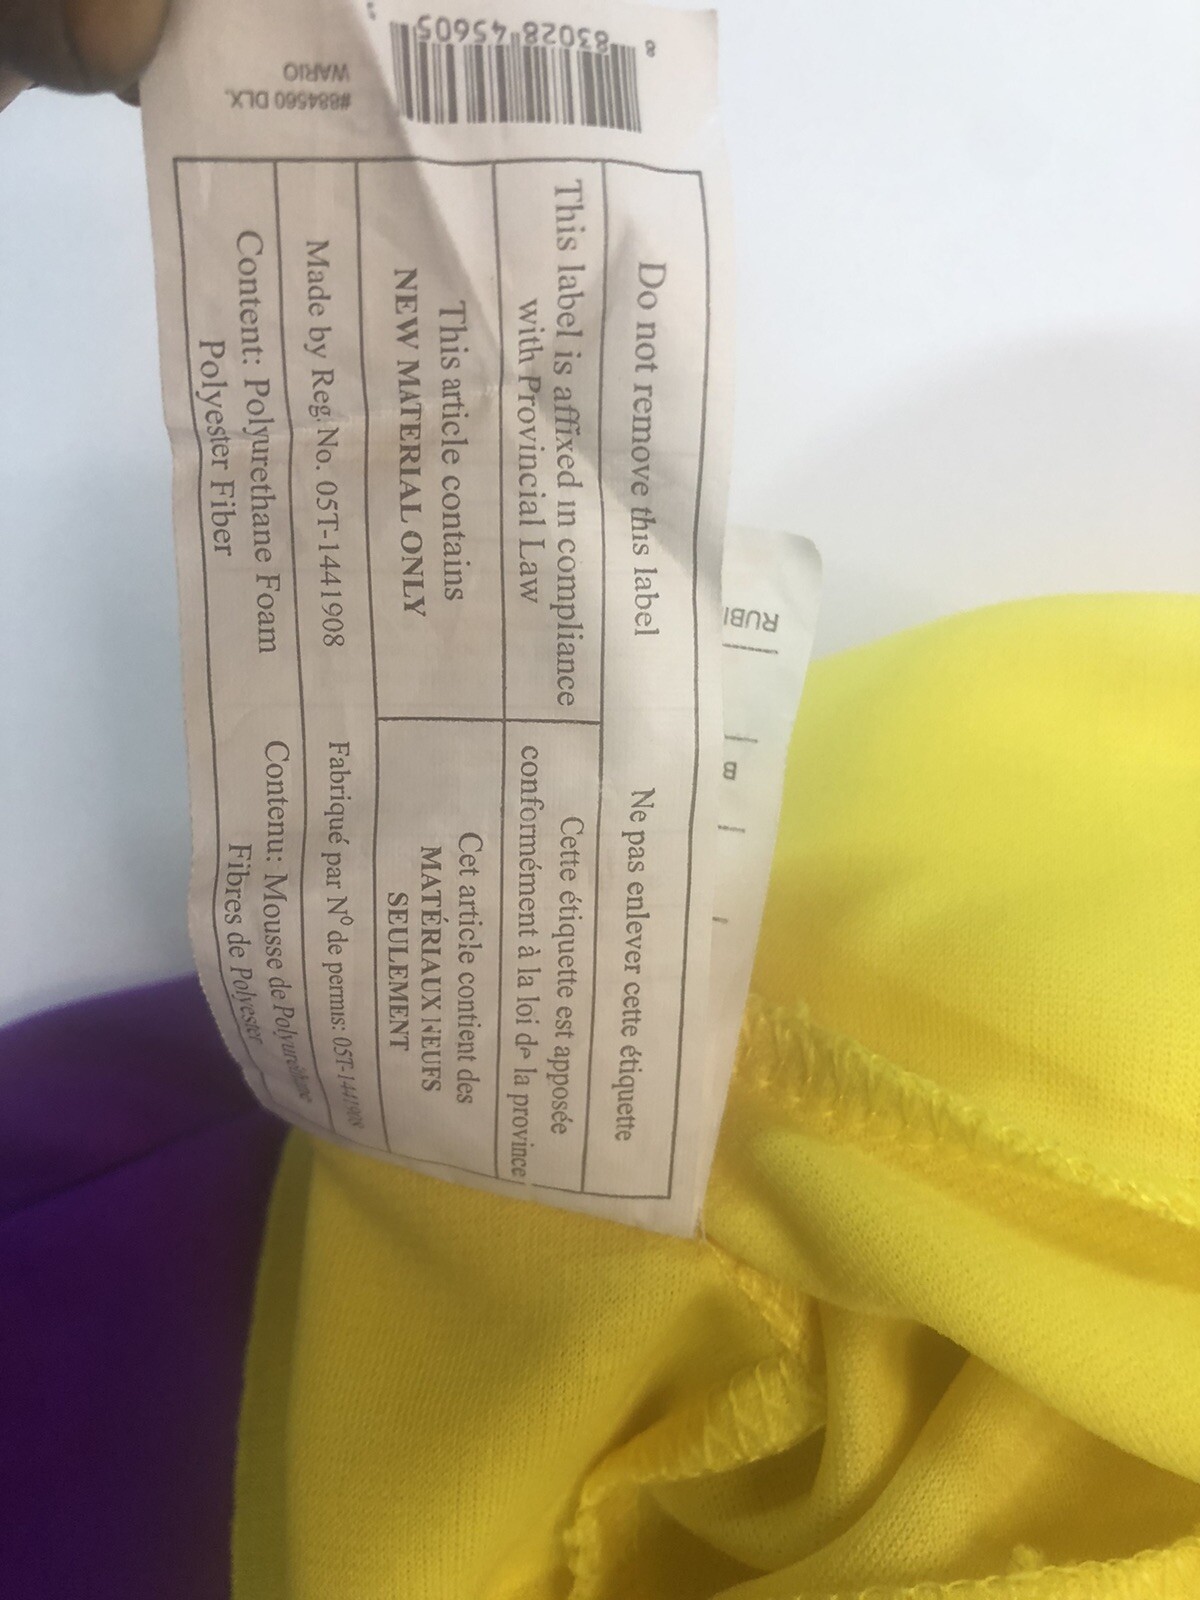 Do not remove this label
Ne pas enlever cette étiquette
This label is affixed in compliance
with Provincial Law
Cette étiquette est apposée
conformément à la loi de la province
This article contains
NEW MATERIAL ONLY
Cet article contient des
MATÉRIAUX NEUFS
SEULEMENT
Made by Reg. No. 05T-1441908
Fabriqué par Nº de permis: 05T-1441908
Content: Polyurethane Foam
Polyester Fiber
Contenu: Mousse de Polyuréthane
Fibres de Polyester
8 83028 45605
#884560 DLX.
WARIO
RUBI